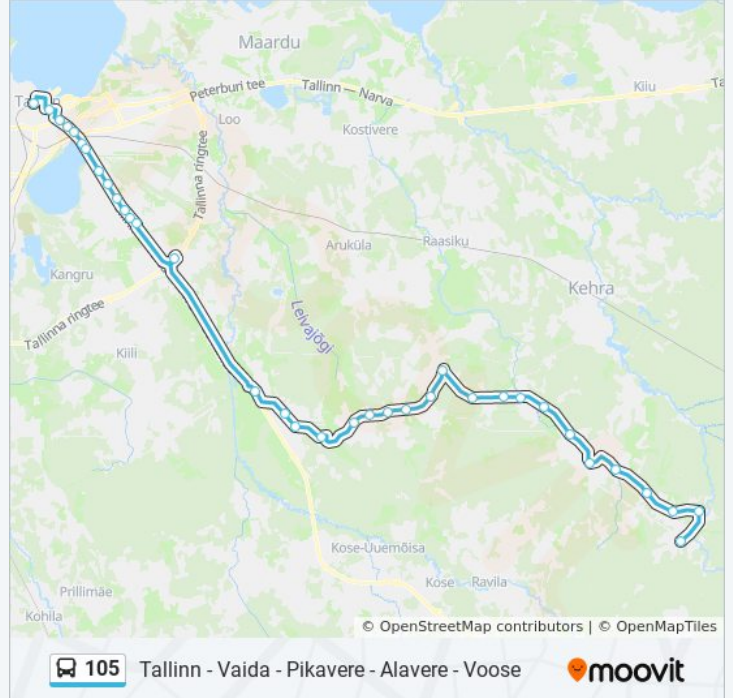 Maardu
Peterburi tee
Tallinn — Narva
Kiiu
Ta
Loo
Kostivere
Tallinna ringtee
Aruküla
Raasiku
Kangru
Kehra
Leivajõgi
Tallinna ringtee
Kiili
Kose-Uuemõisa
Kose
Ravila
Prillimäe
Kohila
© OpenStreetMap contributors | © OpenMapTiles
105
Tallinn - Vaida - Pikavere - Alavere - Voose
moovit